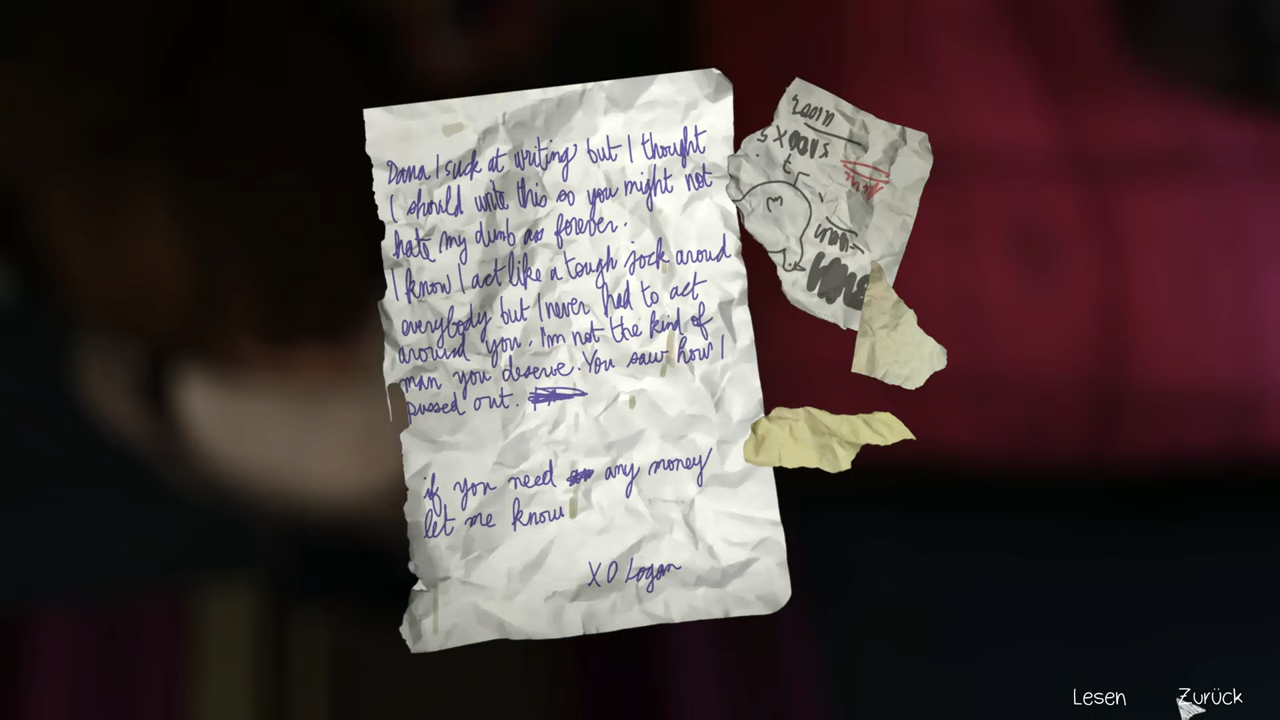 Dana I suck at writing but I thought
I should write this so you might not
hate my dumb ass forever.
I know I act like a tough jock aroud
everybody but I never had to act
around you. I'm not the kind of
man you deserve. You saw how I
pussed out.
if you need any money
let me know
XO Logan
Lesen
Zurück